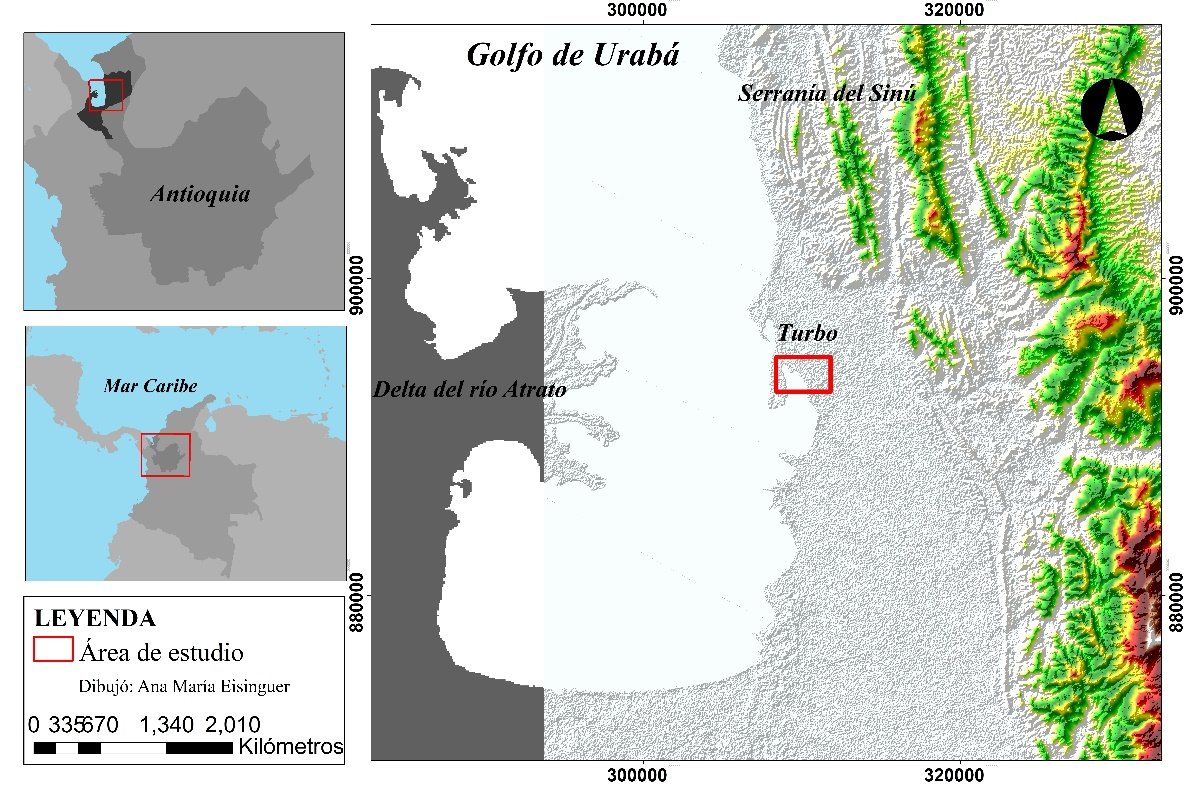 300000
320000
Golfo de Urabá
Serranía del Sinú
Antioquia
900000
900000
Turbo
Mar Caribe
Delta del río Atrato
880000
880000
LEYENDA
Área de estudio
Dibujó: Ana María Eisinguer
0 335670 1,340 2,010
Kilómetros
300000
320000